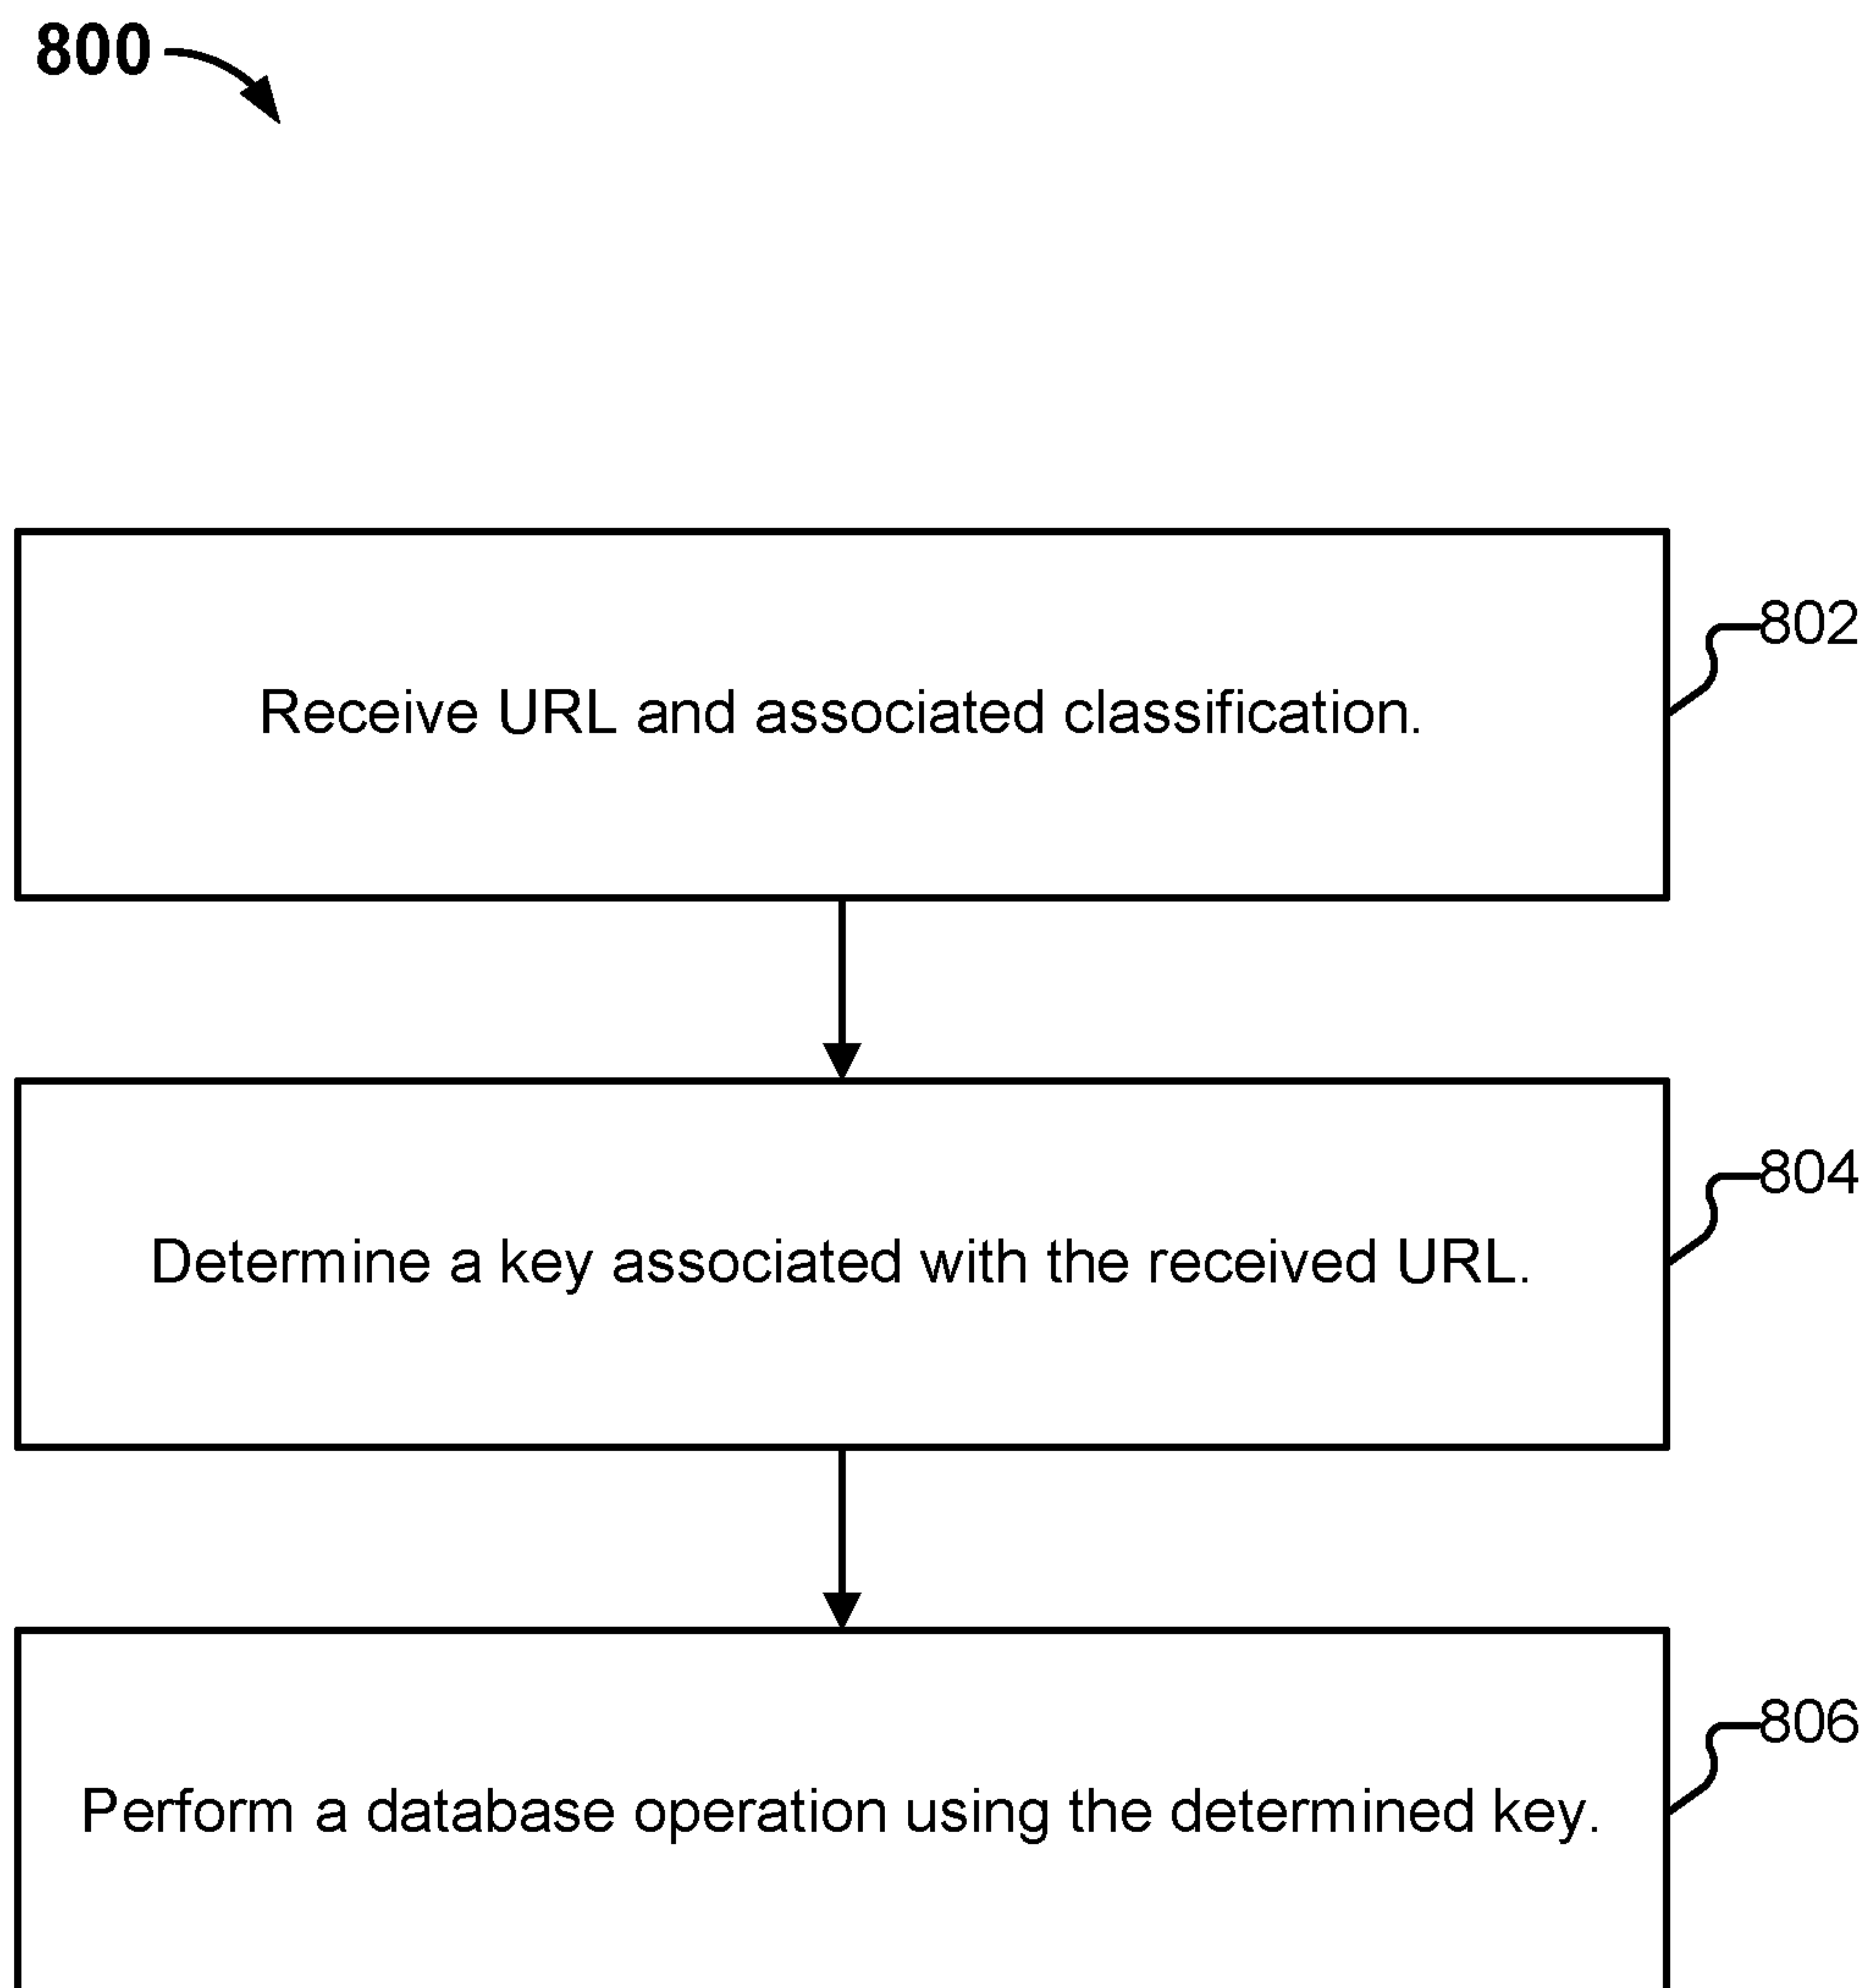 800
802
Receive URL and associated classification.
804
Determine a key associated with the received URL.
806
Perform a database operation using the determined key.